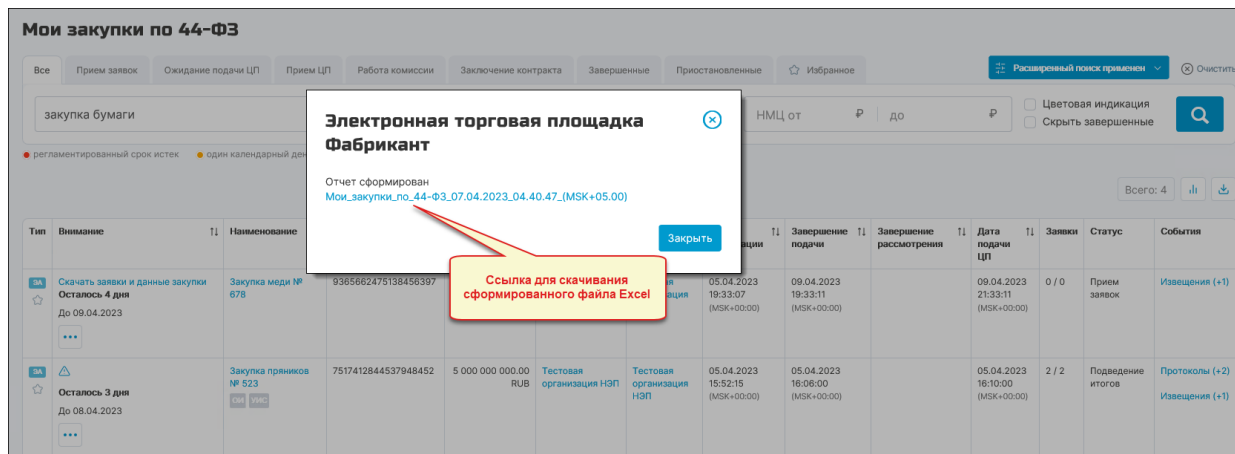 Мои закупки по 44-ФЗ
Все Прием заявок Ожидание подачи ЦП Прием ЦП Работа комиссии Заключение контракта Завершенные Приостановленные Избранное Расширенный поиск применен Очистить
закупка бумаги НМЦ от ₽ до ₽ Цветовая индикация
Скрыть завершенные
регламентированный срок истек один календарный ден
Электронная торговая площадка
Фабрикант
Отчет сформирован
Мои_закупки_по_44-ФЗ_07.04.2023_04.40.47_(MSK+05.00)
Закрыть
Ссылка для скачивания
сформированного файла Excel
Всего: 4
Тип Внимание Наименование ации Завершение подачи Завершение рассмотрения Дата подачи ЦП Заявки Статус События
ЭА Скачать заявки и данные закупки Закупка меди № 9365662475138456397 ая 05.04.2023 09.04.2023 09.04.2023 0 / 0 Прием Извещения (+1)
Осталось 4 дня 678 ация 19:33:07 19:33:11 21:33:11 заявок
До 09.04.2023 (MSK+00:00) (MSK+00:00) (MSK+00:00)
•••
ЭА Закупка пряников 7517412844537948452 5 000 000 000.00 Тестовая Тестовая 05.04.2023 05.04.2023 05.04.2023 2 / 2 Подведение Протоколы (+2)
Осталось 3 дня № 523 RUB организация НЭП организация 15:52:15 16:06:00 16:10:00 итогов
До 08.04.2023 ОИ УИС НЭП (MSK+00:00) (MSK+00:00) (MSK+00:00) Извещения (+1)
•••